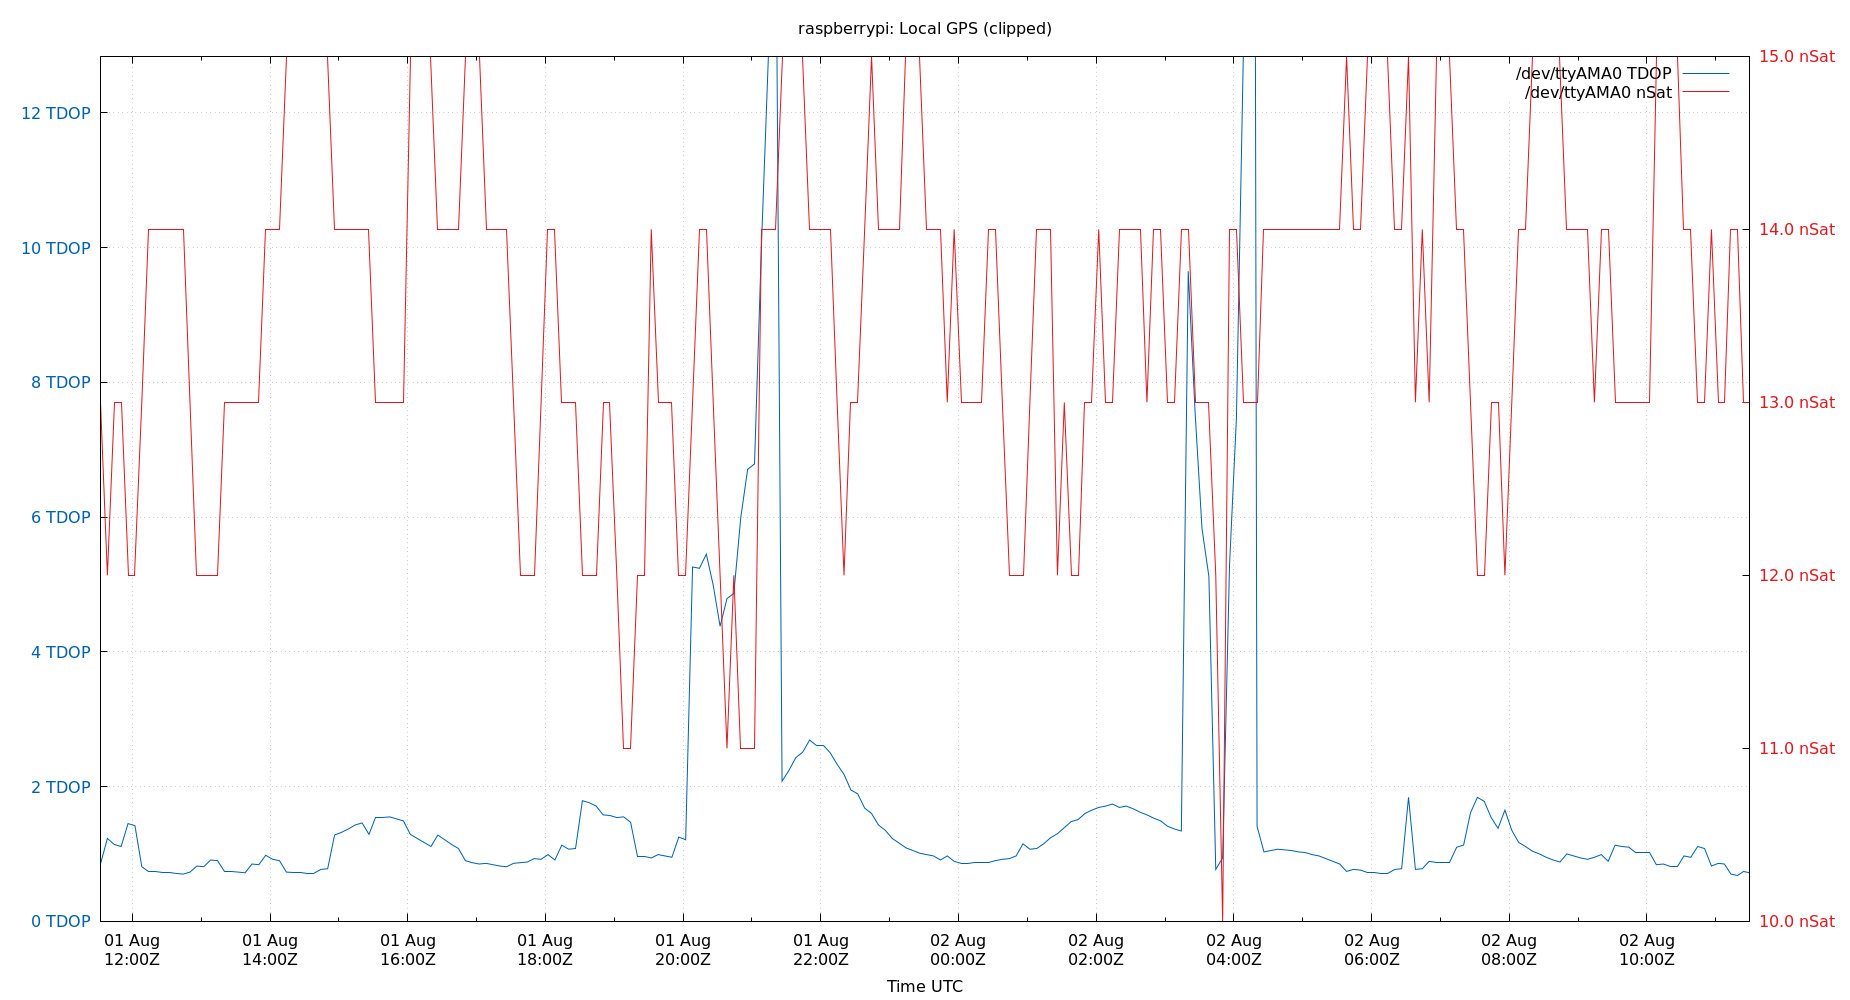 raspberrypi: Local GPS (clipped)
/dev/ttyAMA0 TDOP
/dev/ttyAMA0 nSat
12 TDOP
10 TDOP
8 TDOP
6 TDOP
4 TDOP
2 TDOP
0 TDOP
15.0 nSat
14.0 nSat
13.0 nSat
12.0 nSat
11.0 nSat
10.0 nSat
01 Aug
12:00Z
01 Aug
14:00Z
01 Aug
16:00Z
01 Aug
18:00Z
01 Aug
20:00Z
01 Aug
22:00Z
02 Aug
00:00Z
02 Aug
02:00Z
02 Aug
04:00Z
02 Aug
06:00Z
02 Aug
08:00Z
02 Aug
10:00Z
Time UTC